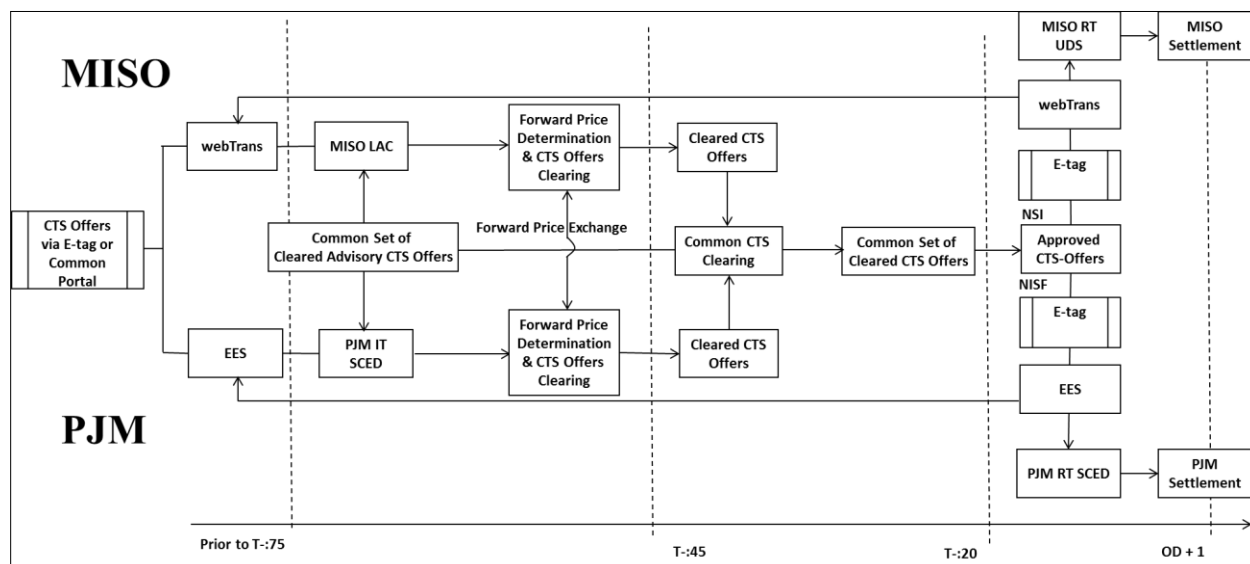 MISO
MISO RT
UDS
MISO
Settlement
webTrans
webTrans
MISO LAC
Forward Price
Determination
& CTS Offers
Clearing
Cleared CTS
Offers
E-tag
CTS Offers
via E-tag or
Common
Portal
Common Set of
Cleared Advisory CTS Offers
Forward Price Exchange
Common CTS
Clearing
Common Set of
Cleared CTS Offers
NSI
Approved
CTS-Offers
NISF
E-tag
EES
PJM IT
SCED
Forward Price
Determination
& CTS Offers
Clearing
Cleared CTS
Offers
EES
PJM
PJM RT SCED
PJM
Settlement
Prior to T-:75
T-:45
T-:20
OD + 1